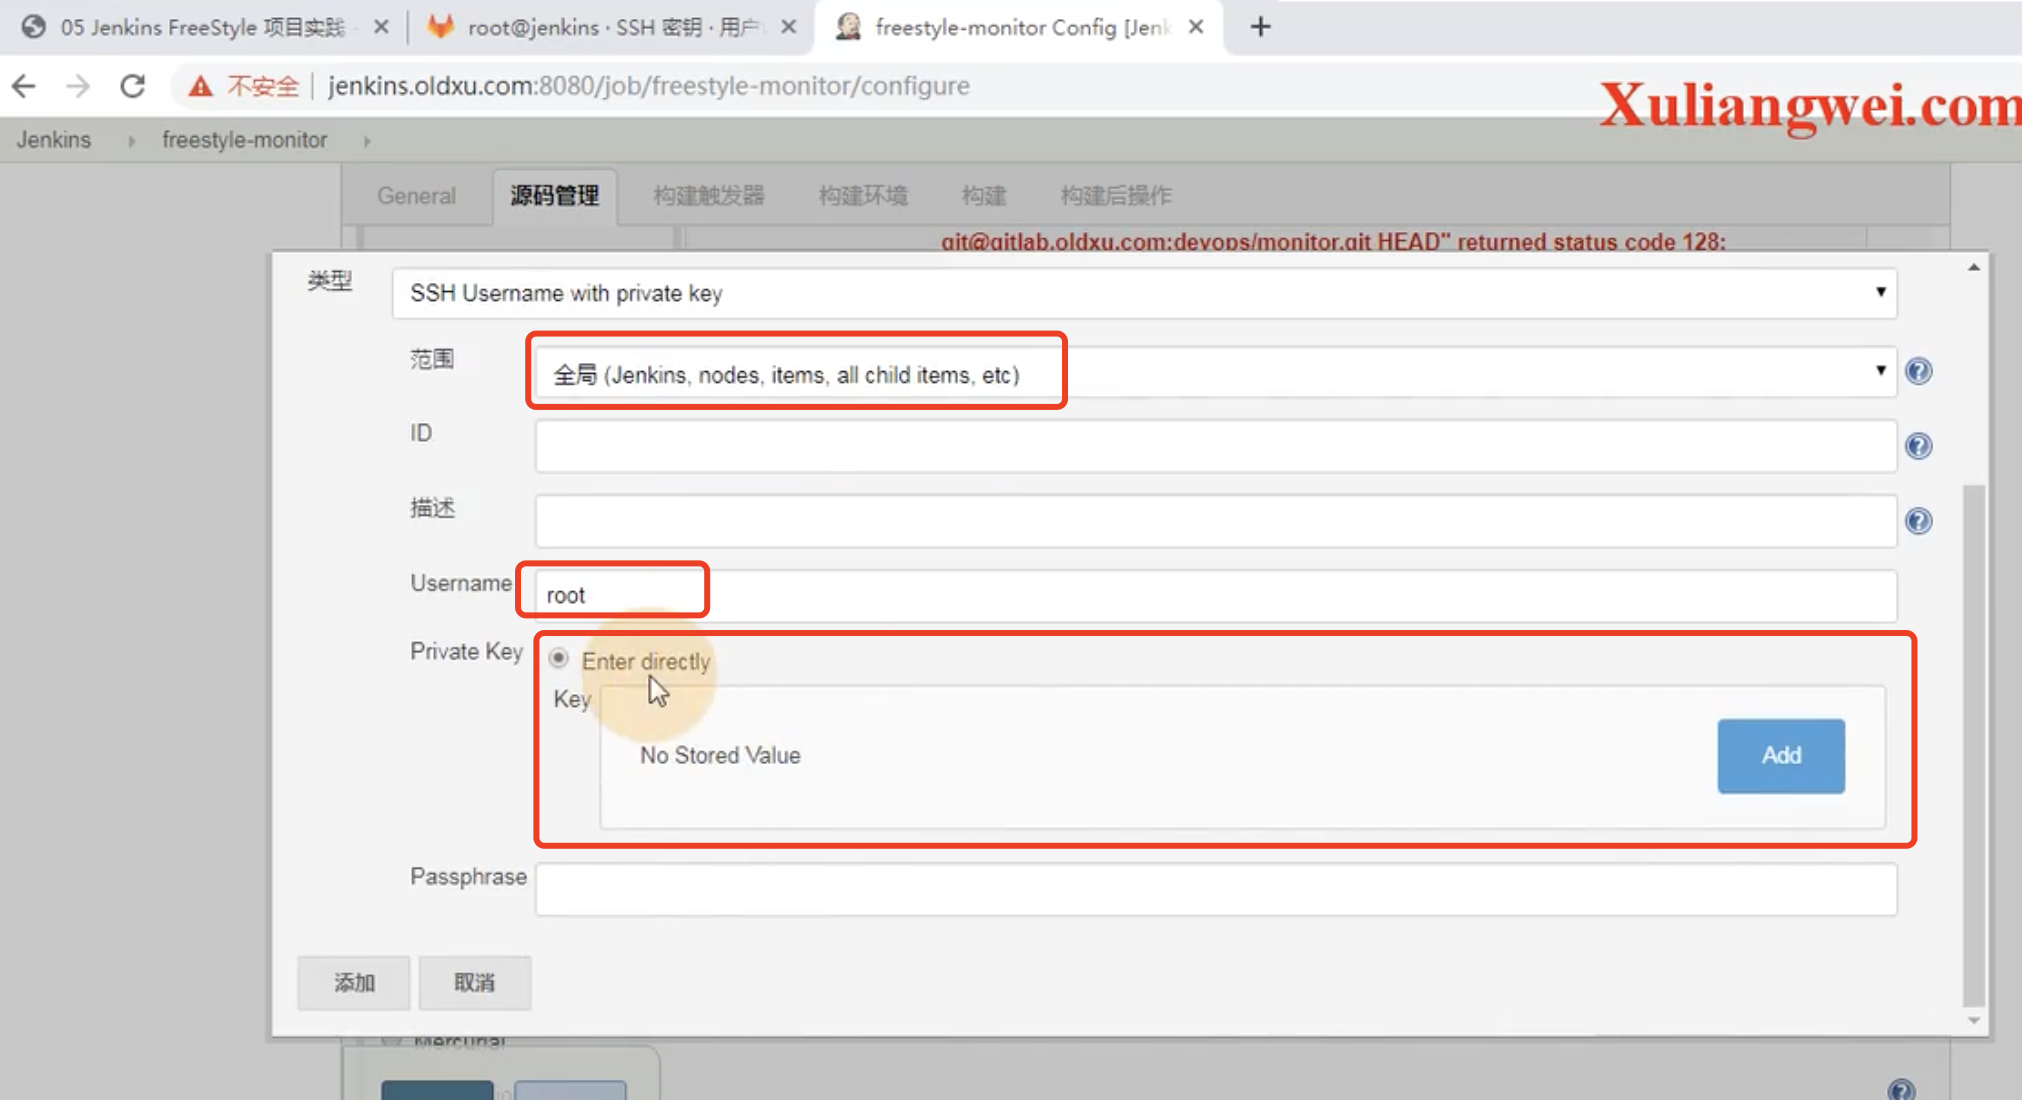 05 Jenkins FreeStyle 项目实践
root@jenkins · SSH 密钥 · 用户
freestyle-monitor Config [Jenk
不安全
jenkins.oldxu.com:8080/job/freestyle-monitor/configure
Xuliangwei.com
Jenkins
freestyle-monitor
General
源码管理
构建触发器
构建环境
构建
构建后操作
git@gitlab.oldxu.com:devops/monitor.git HEAD" returned status code 128:
类型
SSH Username with private key
范围
全局 (Jenkins, nodes, items, all child items, etc)
ID
描述
Username
root
Private Key
Enter directly
Key
No Stored Value
Add
Passphrase
添加
取消
Mercurial